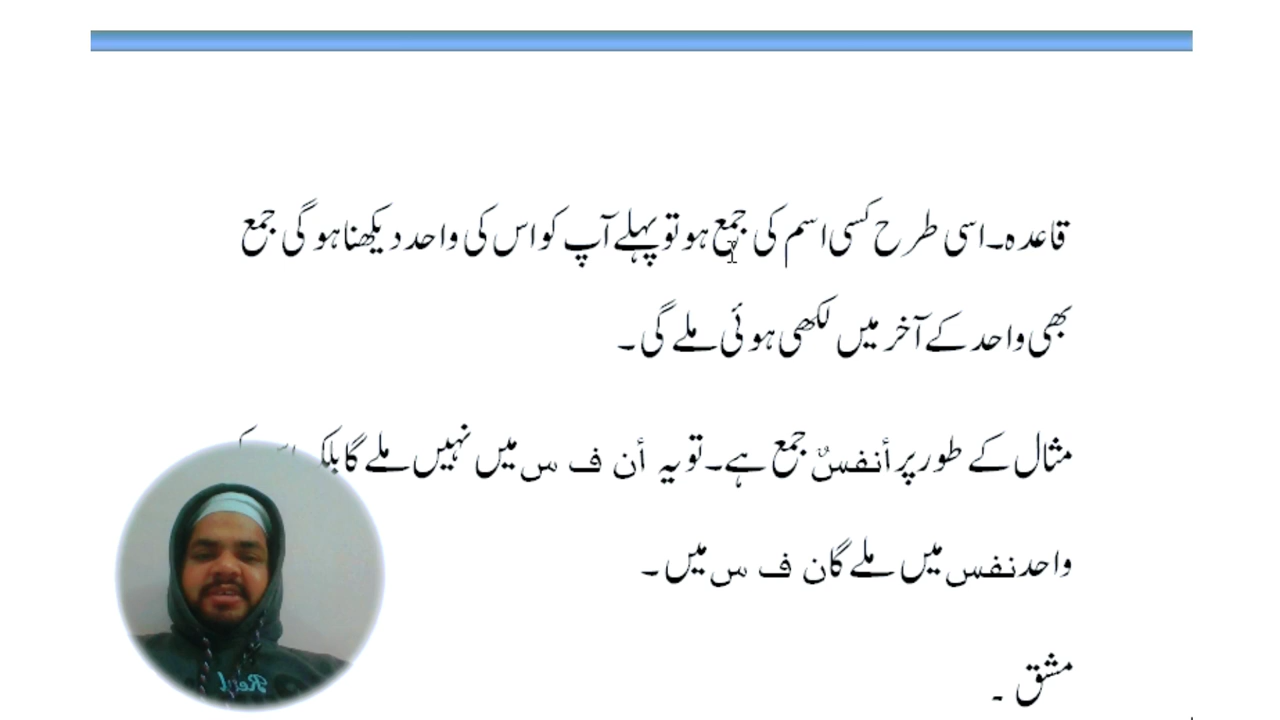 قاعدہ۔اسی طرح کسی اسم کی جمع ہو تو پہلے آپ کو اس کی واحد دیکھنا ہو گی جمع
بھی واحد کے آخر میں لکھی ہوئی ملے گی۔
مثال کے طور پر أنفسٌ جمع ہے۔تو یہ أن ف س میں نہیں ملے گا بلکہ
واحد نفس میں ملے گا ن ف س میں۔
مشق ۔